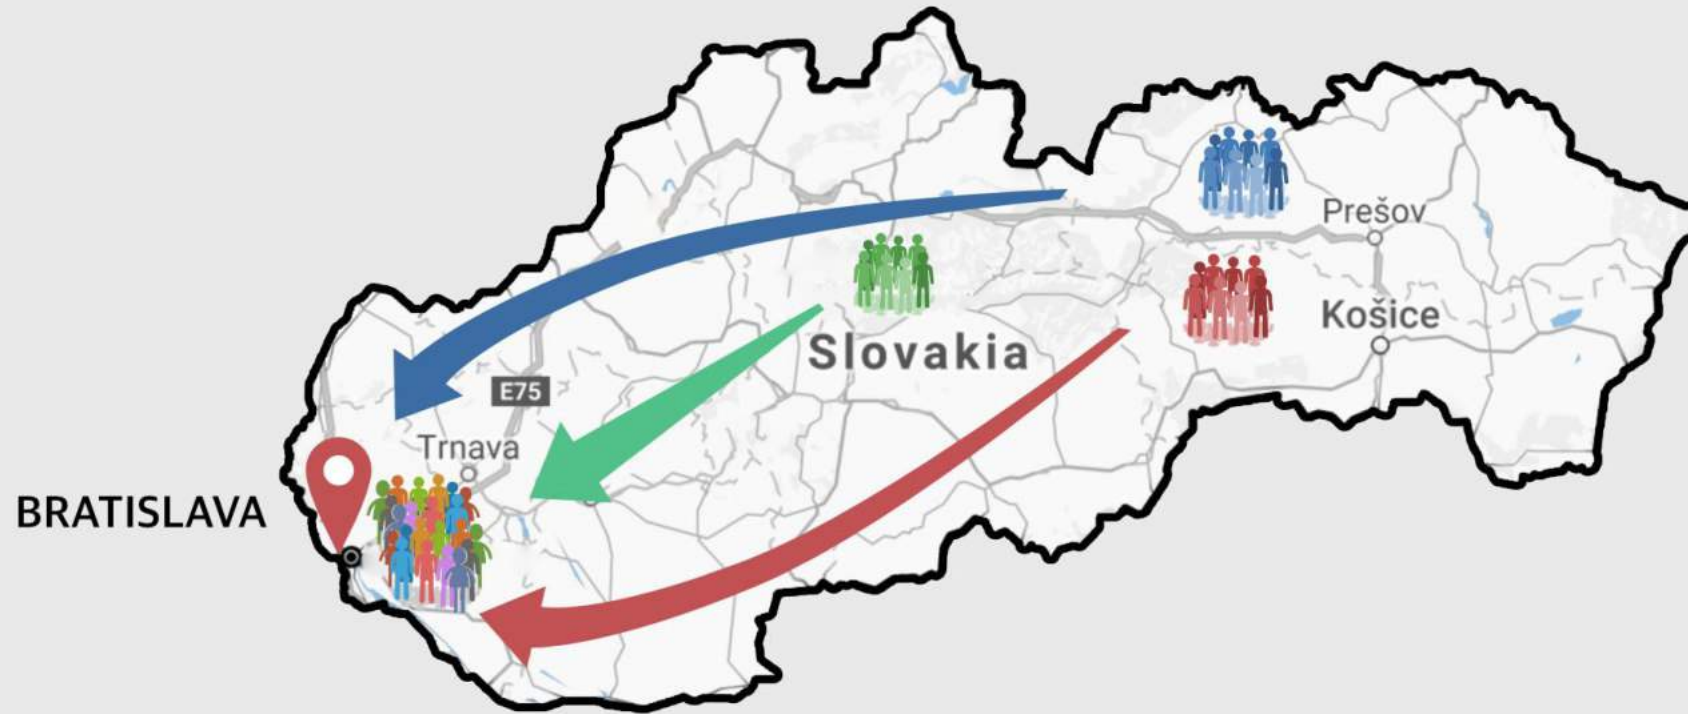 Prešov
Košice
Slovakia
E75
Trnava
BRATISLAVA